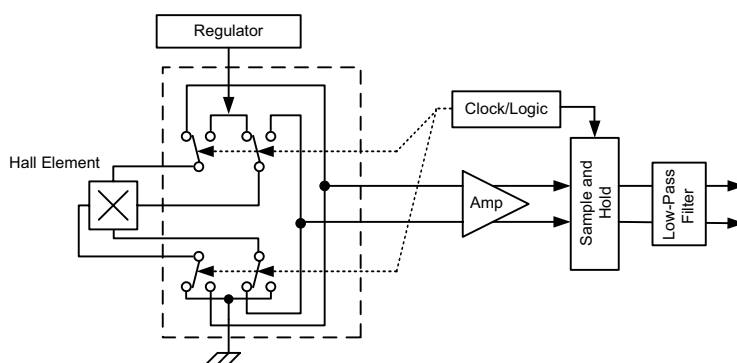 Regulator
Clock/Logic
Hall Element
Amp
Sample and
Hold
Low-Pass
Filter